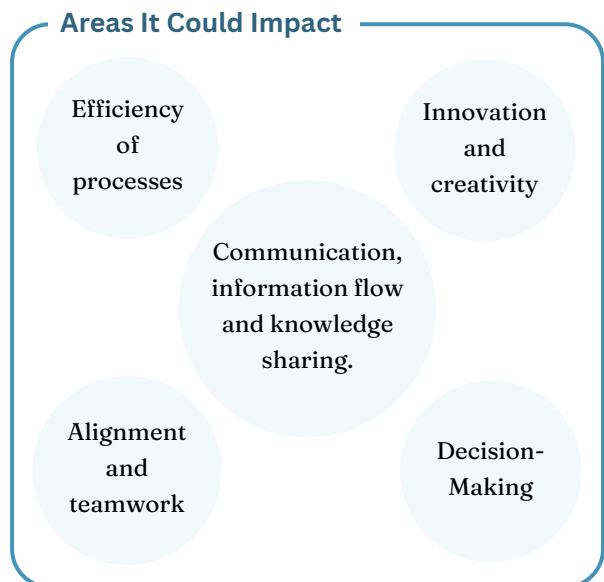 Areas It Could Impact
Efficiency
of
processes
Innovation
and
creativity
Communication,
information flow
and knowledge
sharing.
Alignment
and
teamwork
Decision-
Making